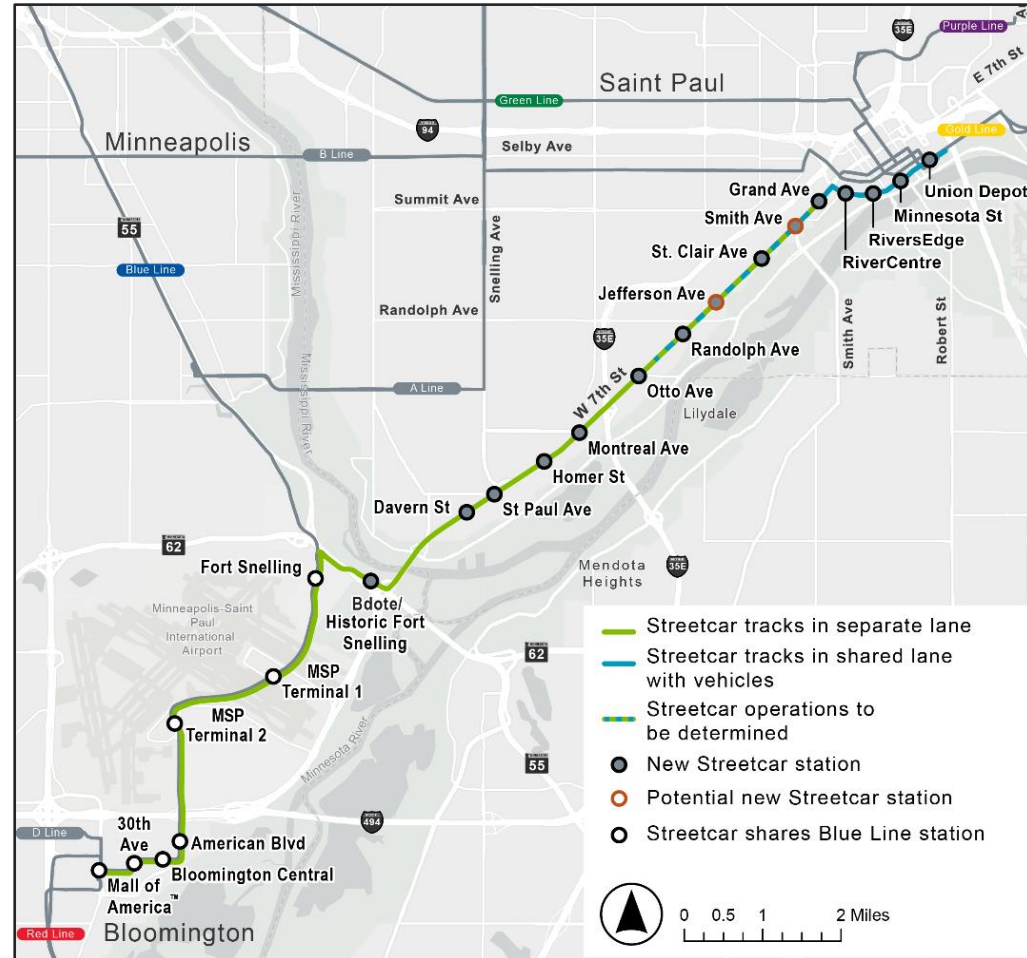 35E
Purple Line
E 7th St
Saint Paul
Green Line
Minneapolis
94
Gold Line
B Line
Selby Ave
Mississippi River
Grand Ave
Union Depot
Summit Ave
Smith Ave
Minnesota St
55
RiversEdge
St. Clair Ave
RiverCentre
Blue Line
Snelling Ave
Jefferson Ave
Randolph Ave
35E
Smith Ave
Robert St
Mississippi River
Randolph Ave
A Line
W 7th St
Otto Ave
Lilydale
Montreal Ave
Homer St
Davern St
St Paul Ave
62
Fort Snelling
Mendota
Heights
35E
Bdote/
Historic Fort
Snelling
Minneapolis-Saint
Paul
International
Airport
62
MSP
Terminal 1
MSP
Terminal 2
Minnesota River
55
494
D Line
30th
Ave
American Blvd
Bloomington Central
Mall of
America™
Red Line
Bloomington
Streetcar tracks in separate lane
Streetcar tracks in shared lane
with vehicles
Streetcar operations to
be determined
New Streetcar station
Potential new Streetcar station
Streetcar shares Blue Line station
0 0.5 1 2 Miles